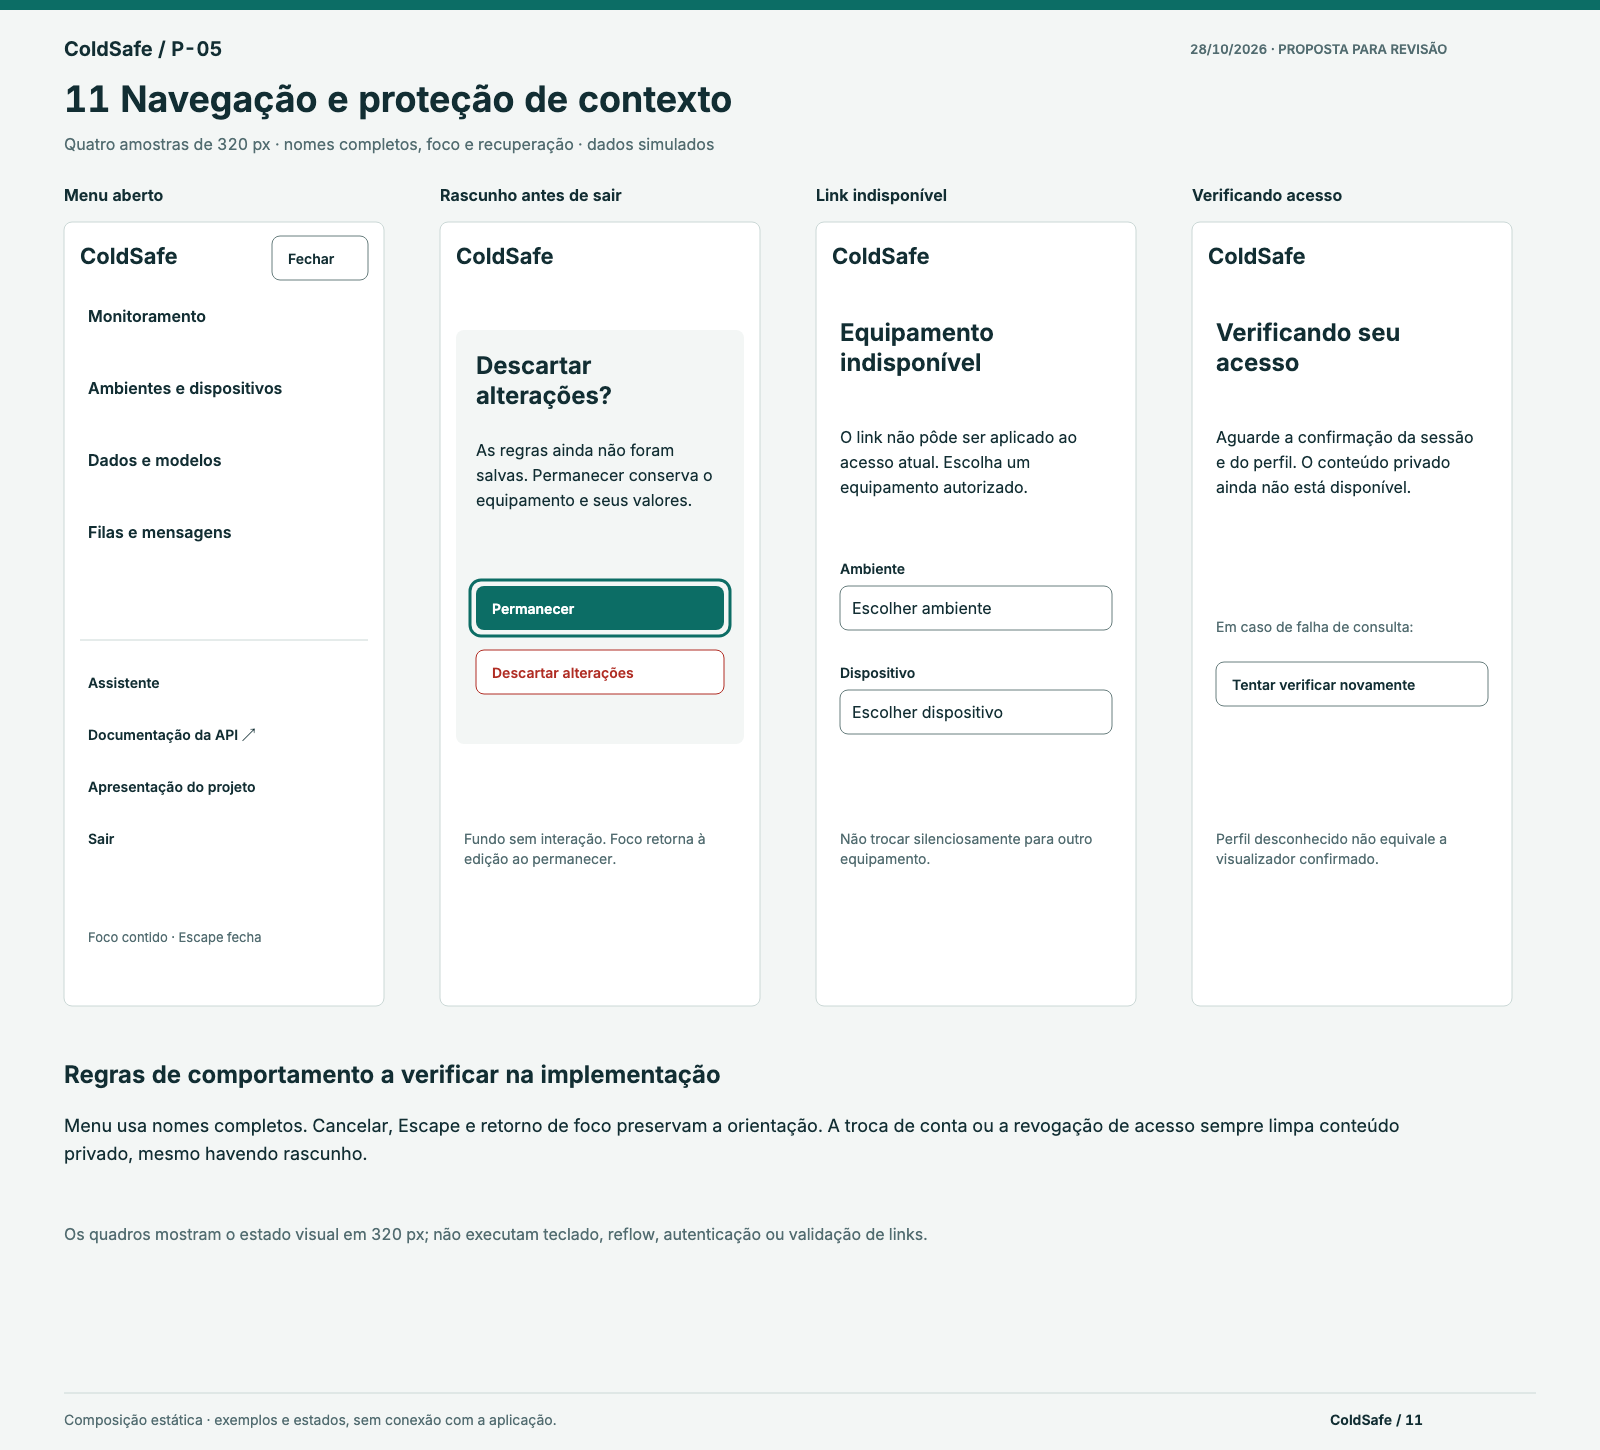 ColdSafe / P-05
28/10/2026 · PROPOSTA PARA REVISÃO
11 Navegação e proteção de contexto
Quatro amostras de 320 px · nomes completos, foco e recuperação · dados simulados
Menu aberto
ColdSafe
Fechar
Monitoramento
Ambientes e dispositivos
Dados e modelos
Filas e mensagens
Assistente
Documentação da API ↗
Apresentação do projeto
Sair
Foco contido · Escape fecha
Rascunho antes de sair
ColdSafe
Descartar
alterações?
As regras ainda não foram
salvas. Permanecer conserva o
equipamento e seus valores.
Permanecer
Descartar alterações
Fundo sem interação. Foco retorna à
edição ao permanecer.
Link indisponível
ColdSafe
Equipamento
indisponível
O link não pôde ser aplicado ao
acesso atual. Escolha um
equipamento autorizado.
Ambiente
Escolher ambiente
Dispositivo
Escolher dispositivo
Não trocar silenciosamente para outro
equipamento.
Verificando acesso
ColdSafe
Verificando seu
acesso
Aguarde a confirmação da sessão
e do perfil. O conteúdo privado
ainda não está disponível.
Em caso de falha de consulta:
Tentar verificar novamente
Perfil desconhecido não equivale a
visualizador confirmado.
Regras de comportamento a verificar na implementação
Menu usa nomes completos. Cancelar, Escape e retorno de foco preservam a orientação. A troca de conta ou a revogação de acesso sempre limpa conteúdo
privado, mesmo havendo rascunho.
Os quadros mostram o estado visual em 320 px; não executam teclado, reflow, autenticação ou validação de links.
Composição estática · exemplos e estados, sem conexão com a aplicação.
ColdSafe / 11